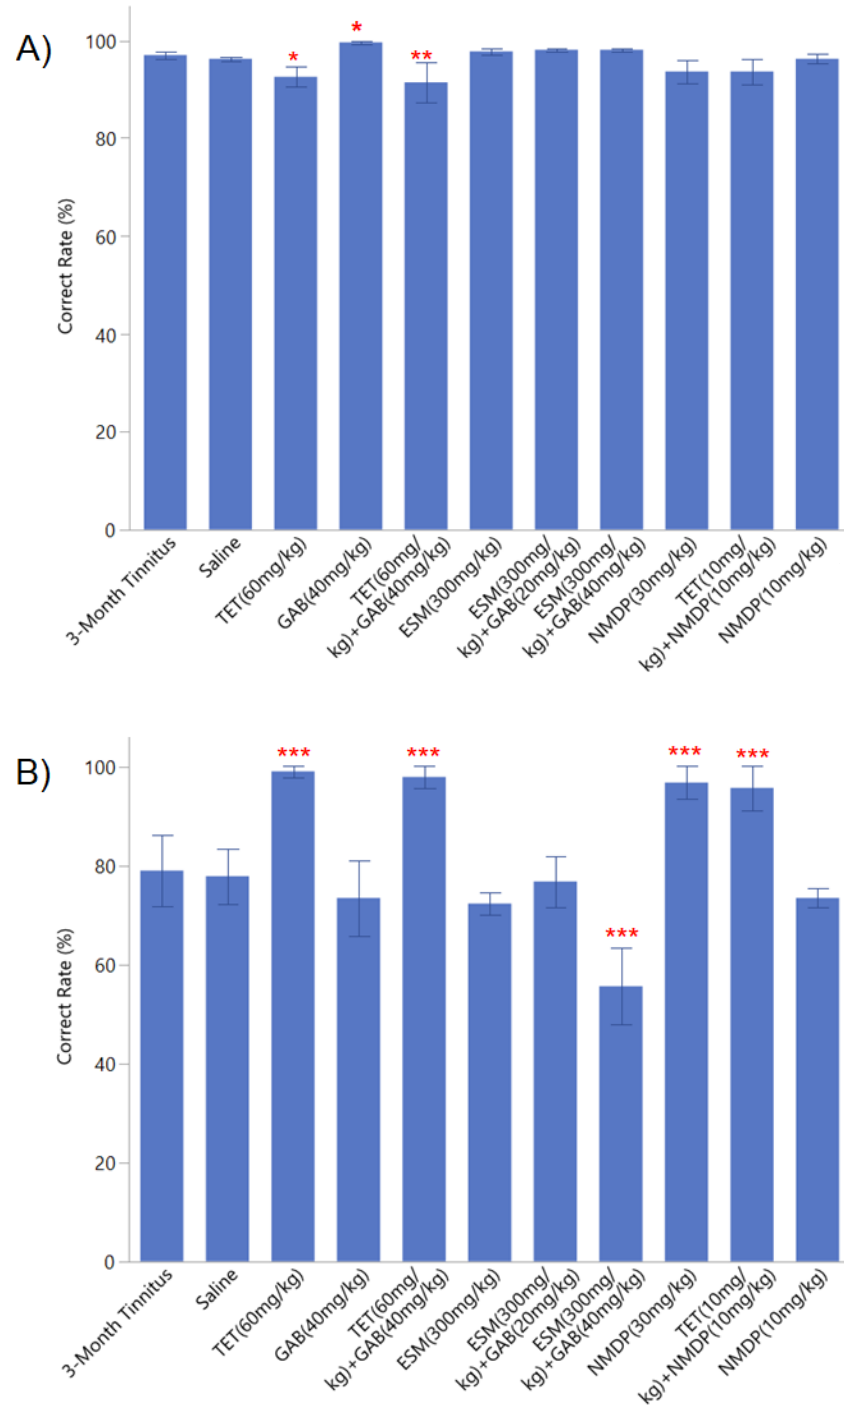 A)
Correct Rate (%)
100
80
60
40
20
0
*
*
**
3-Month Tinnitus
Saline
TET(60mg/kg)
GAB(40mg/kg)
TET(60mg/
kg)+GAB(40mg/kg)
ESM(300mg/kg)
ESM(300mg/
kg)+GAB(20mg/kg)
ESM(300mg/
kg)+GAB(40mg/kg)
NMDP(30mg/kg)
TET(10mg/
kg)+NMDP(10mg/kg)
NMDP(10mg/kg)
B)
Correct Rate (%)
100
80
60
40
20
0
***
***
***
***
***
3-Month Tinnitus
Saline
TET(60mg/kg)
GAB(40mg/kg)
TET(60mg/
kg)+GAB(40mg/kg)
ESM(300mg/kg)
ESM(300mg/
kg)+GAB(20mg/kg)
ESM(300mg/
kg)+GAB(40mg/kg)
NMDP(30mg/kg)
TET(10mg/
kg)+NMDP(10mg/kg)
NMDP(10mg/kg)